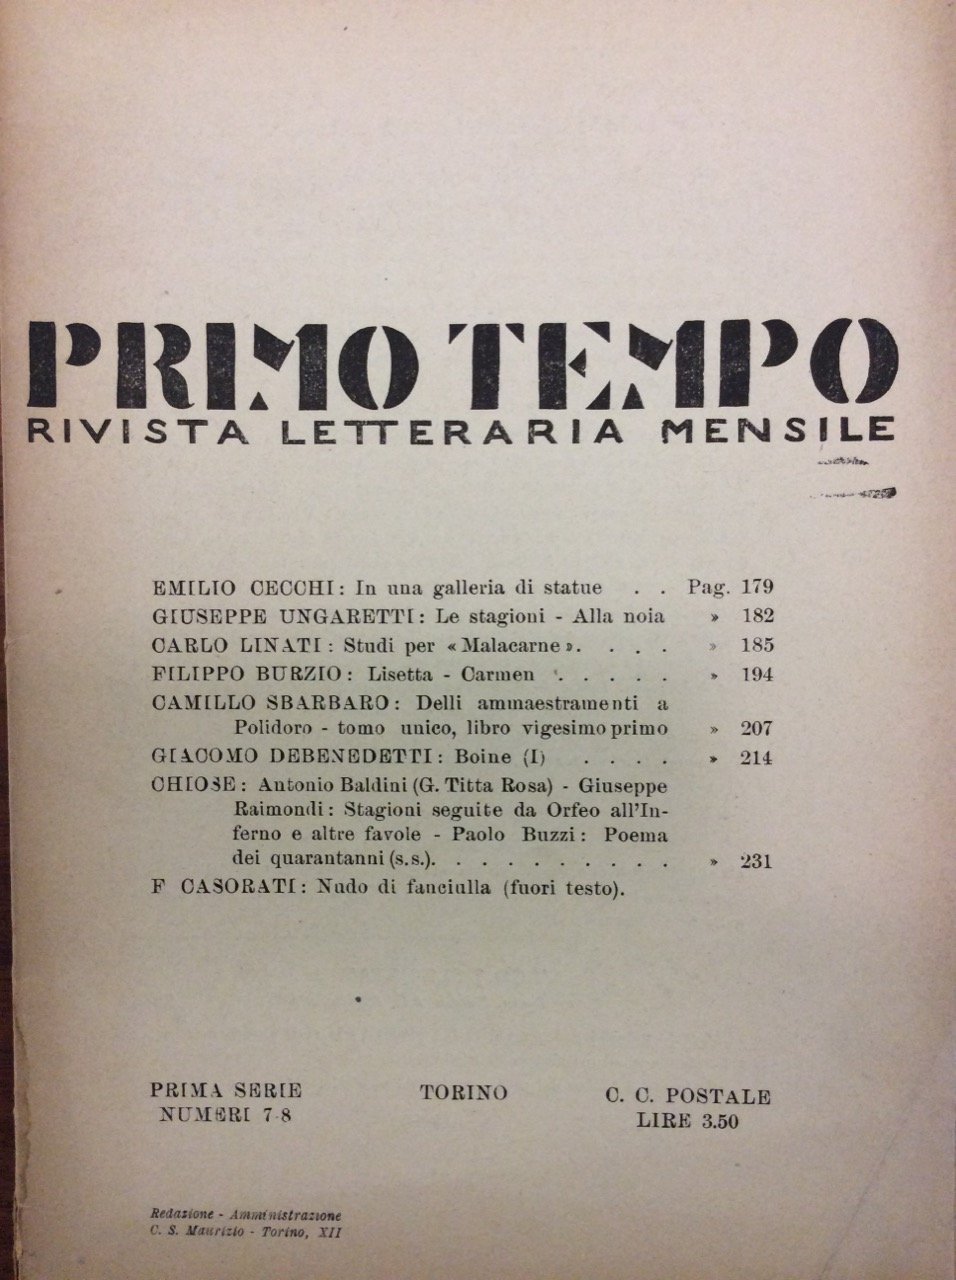 PRIMO TEMPO
RIVISTA LETTERARIA MENSILE
EMILIO CECCHI: In una galleria di statue . . Pag. 179
GIUSEPPE UNGARETTI: Le stagioni - Alla noia » 182
CARLO LINATI: Studi per «Malacarne». . . . » 185
FILIPPO BURZIO: Lisetta - Carmen . . . . . » 194
CAMILLO SBARBARO: Delli ammaestramenti a
Polidoro - tomo unico, libro vigesimoprimo » 207
GIACOMO DEBENEDETTI: Boine (I) . . . . » 214
CHIOSE: Antonio Baldini (G. Titta Rosa) - Giuseppe
Raimondi: Stagioni seguite da Orfeo all'In-
ferno e altre favole - Paolo Buzzi: Poema
dei quarantanni (s.s.). . . . . . . . . . » 231
F CASORATI: Nudo di fanciulla (fuori testo).
PRIMA SERIE TORINO C. C. POSTALE
NUMERI 7-8 LIRE 3.50
Redazione - Amministrazione
C. S. Maurizio - Torino, XII